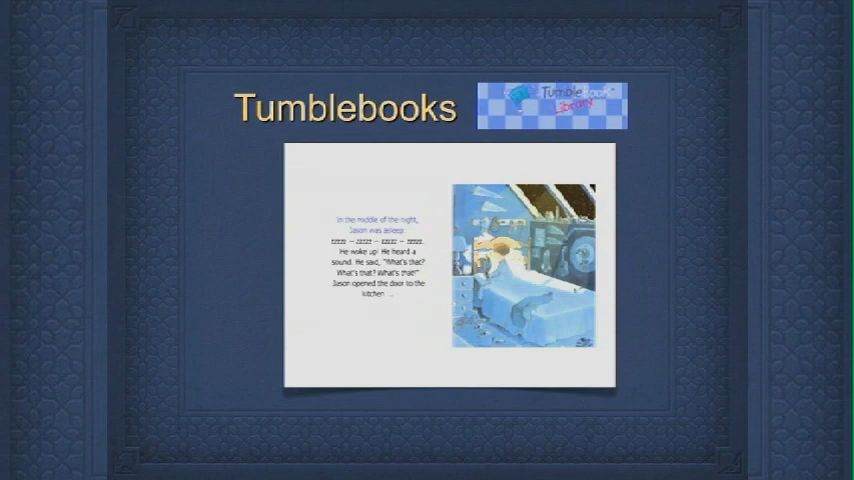 Tumblebooks
TumbleBook
Library
In the middle of the night,
Jason was asleep
zzzzz – zzzzz – zzzzz – zzzzz.
He woke up! He heard a
sound. He said, "What's that?
What's that? What's that!"
Jason opened the door to the
kitchen ...